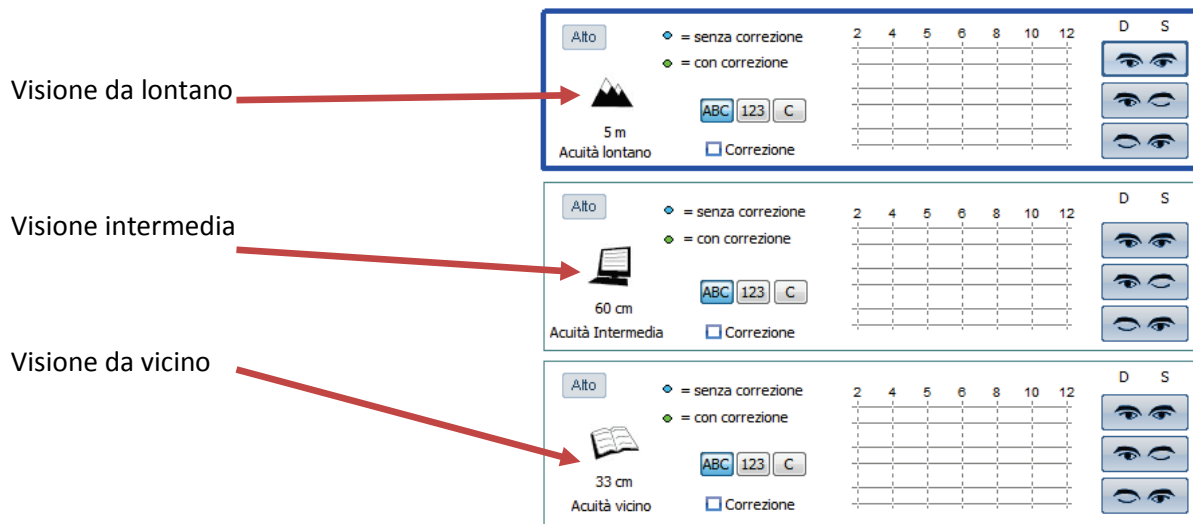 Visione da lontano
Alto
= senza correzione
= con correzione
ABC 123 C
5 m
Acuità lontano
Correzione
2 4 5 6 8 10 12
D S
Visione intermedia
Alto
= senza correzione
= con correzione
ABC 123 C
60 cm
Acuità Intermedia
Correzione
2 4 5 6 8 10 12
D S
Visione da vicino
Alto
= senza correzione
= con correzione
ABC 123 C
33 cm
Acuità vicino
Correzione
2 4 5 6 8 10 12
D S